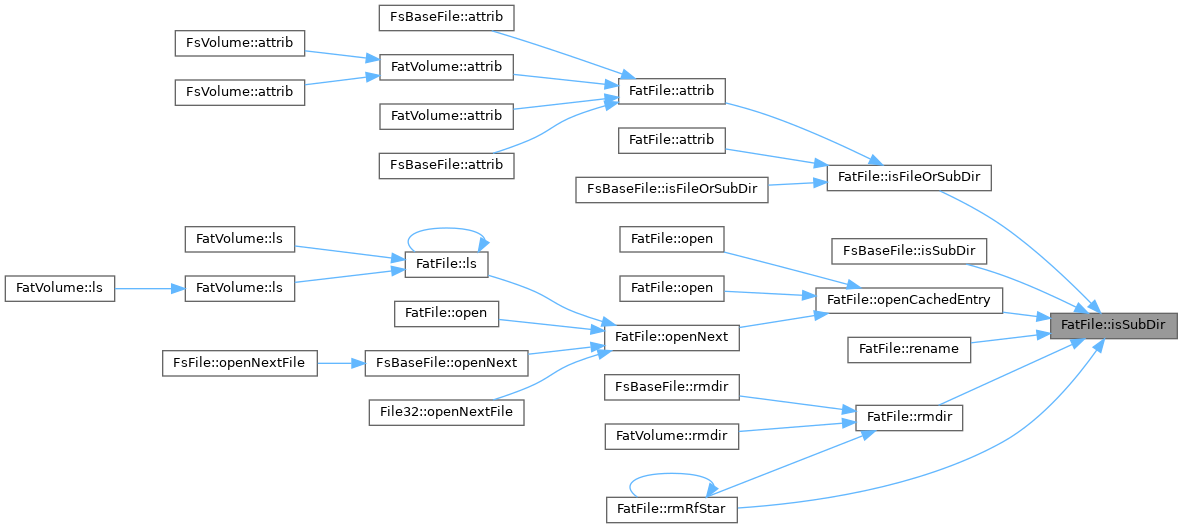 FsBaseFile::attrib
FsVolume::attrib
FatVolume::attrib
FsVolume::attrib
FatFile::attrib
FatVolume::attrib
FatFile::attrib
FsBaseFile::attrib
FatFile::isFileOrSubDir
FsBaseFile::isFileOrSubDir
FatVolume::ls
FatFile::open
FsBaseFile::isSubDir
FatFile::ls
FatVolume::ls
FatVolume::ls
FatFile::open
FatFile::openCachedEntry
FatFile::open
FatFile::isSubDir
FatFile::openNext
FatFile::rename
FsFile::openNextFile
FsBaseFile::openNext
FsBaseFile::rmdir
File32::openNextFile
FatFile::rmdir
FatVolume::rmdir
FatFile::rmRfStar